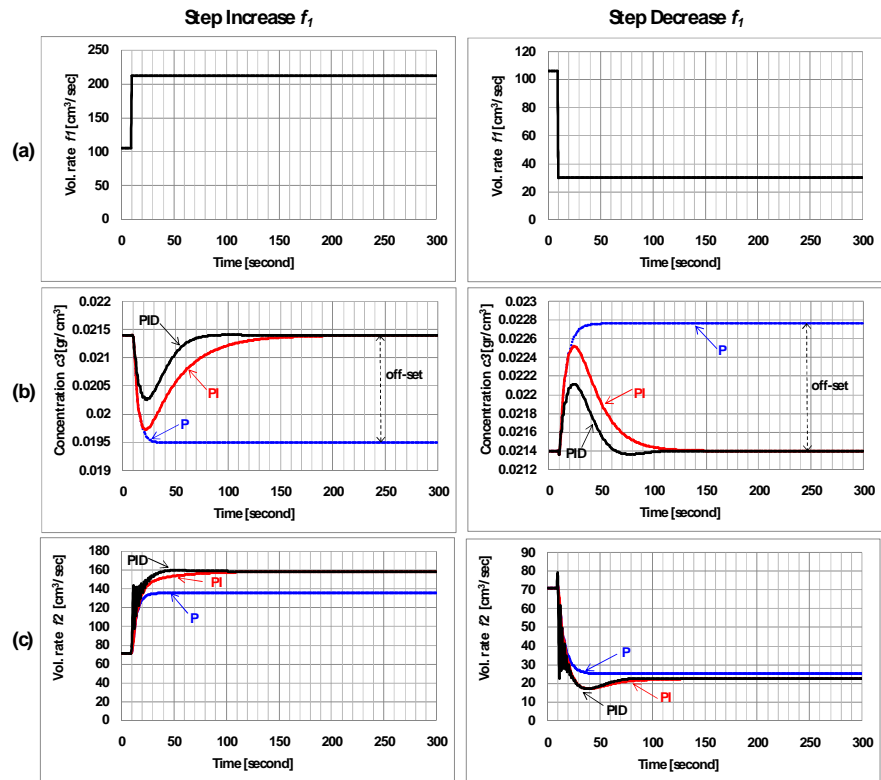 Step Increase f1
Step Decrease f1
(a)
Vol. rate f1 [cm3/sec]
250
200
150
100
50
0
0 50 100 150 200 250 300
Time [second]
Vol. rate f1 [cm3/sec]
120
100
80
60
40
20
0
0 50 100 150 200 250 300
Time [second]
(b)
Concentration c3 [gr/cm3]
0.022
0.0215
0.021
0.0205
0.02
0.0195
0.019
PID
PI
P
off-set
0 50 100 150 200 250 300
Time [second]
Concentration c3 [gr/cm3]
0.023
0.0228
0.0226
0.0224
0.0222
0.022
0.0218
0.0216
0.0214
0.0212
0.021
P
PI
PID
off-set
0 50 100 150 200 250 300
Time [second]
(c)
Vol. rate f2 [cm3/sec]
180
160
140
120
100
80
60
40
20
0
PID
PI
P
0 50 100 150 200 250 300
Time [second]
Vol. rate f2 [cm3/sec]
90
80
70
60
50
40
30
20
10
0
P
PID
PI
0 50 100 150 200 250 300
Time [second]